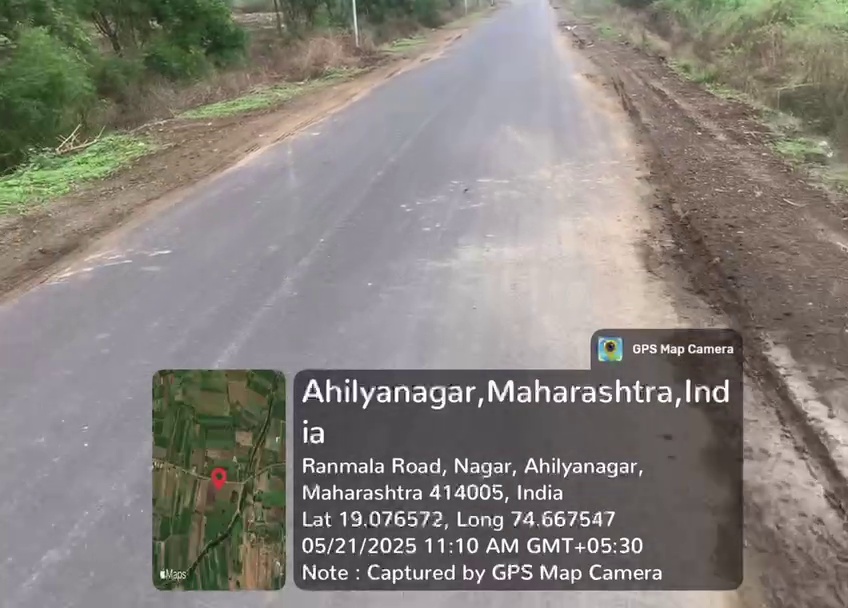 GPS Map Camera
Ahilyanagar,Maharashtra,Ind
ia
Ranmala Road, Nagar, Ahilyanagar,
Maharashtra 414005, India
Lat 19.076572, Long 74.667547
05/21/2025 11:10 AM GMT+05:30
Note : Captured by GPS Map Camera
Maps